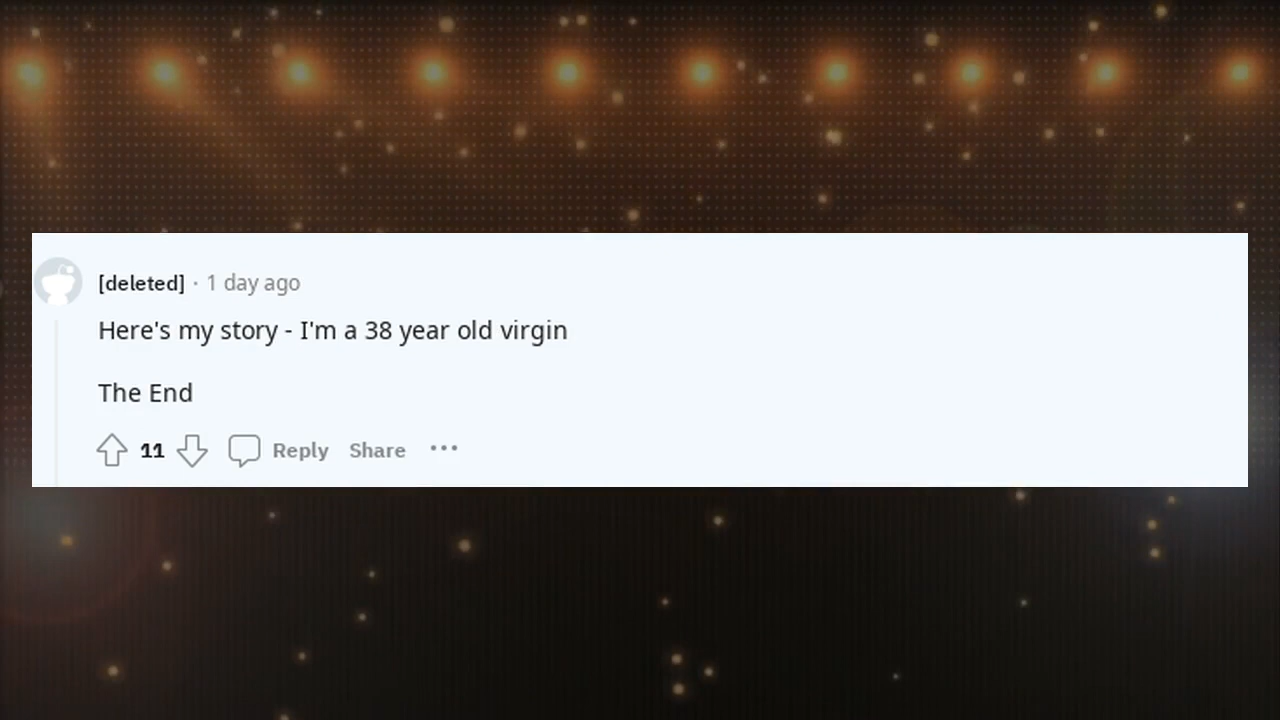 [deleted] · 1 day ago
Here's my story - I'm a 38 year old virgin
The End
11 Reply Share ···